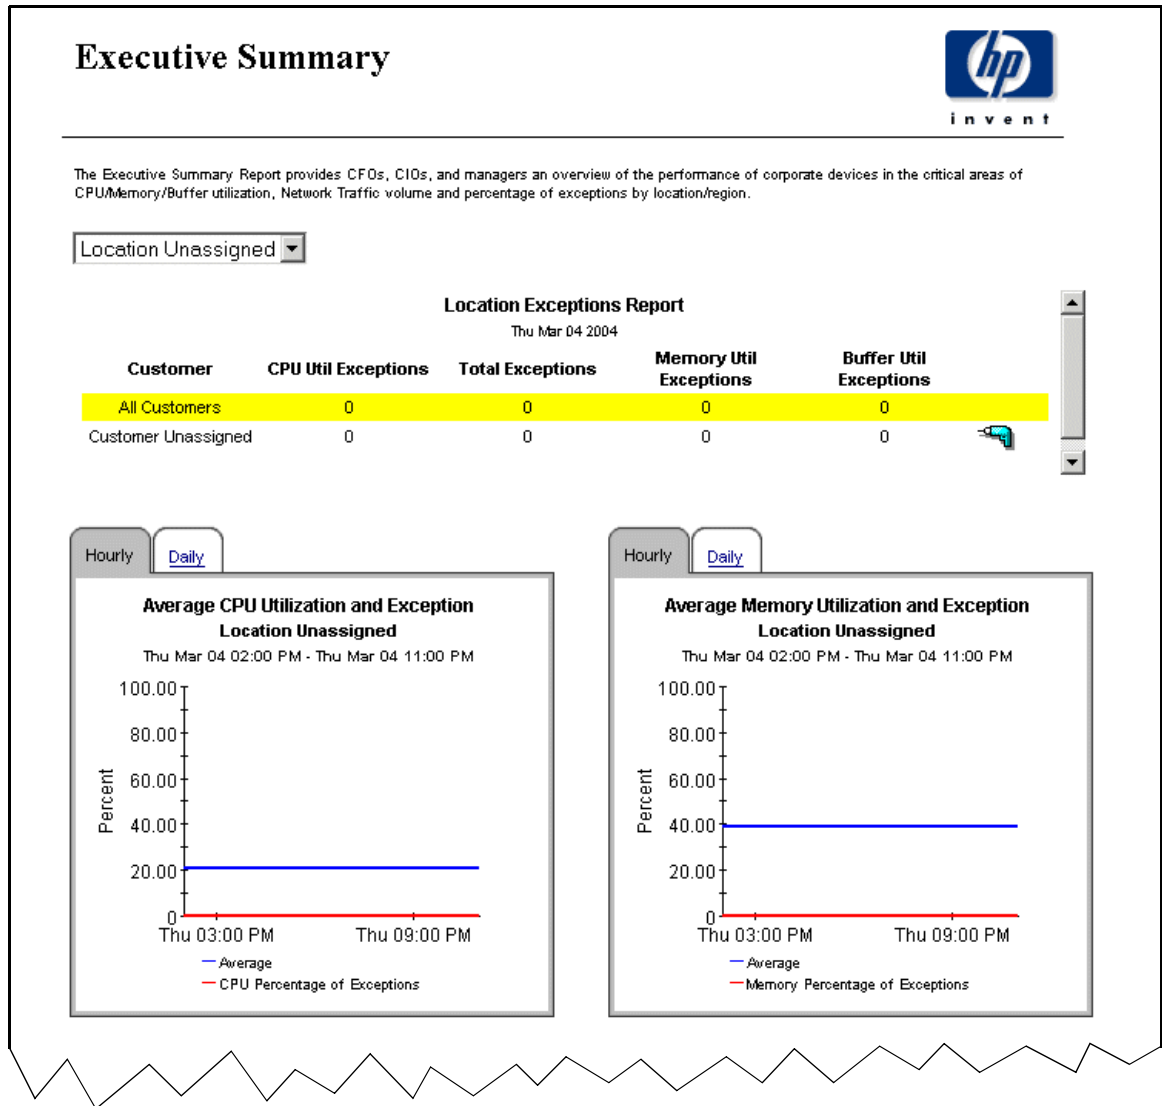 Executive Summary
hp
invent
The Executive Summary Report provides CFOs, CIOs, and managers an overview of the performance of corporate devices in the critical areas of
CPU/Memory/Buffer utilization, Network Traffic volume and percentage of exceptions by location/region.
Location Unassigned
Location Exceptions Report
Thu Mar 04 2004
Customer CPU Util Exceptions Total Exceptions Memory Util Exceptions Buffer Util Exceptions
All Customers 0 0 0 0
Customer Unassigned 0 0 0 0
Hourly Daily
Average CPU Utilization and Exception
Location Unassigned
Thu Mar 04 02:00 PM - Thu Mar 04 11:00 PM
100.00
80.00
60.00
40.00
20.00
0
Percent
Thu 03:00 PM Thu 09:00 PM
Average
CPU Percentage of Exceptions
Hourly Daily
Average Memory Utilization and Exception
Location Unassigned
Thu Mar 04 02:00 PM - Thu Mar 04 11:00 PM
100.00
80.00
60.00
40.00
20.00
0
Percent
Thu 03:00 PM Thu 09:00 PM
Average
Memory Percentage of Exceptions